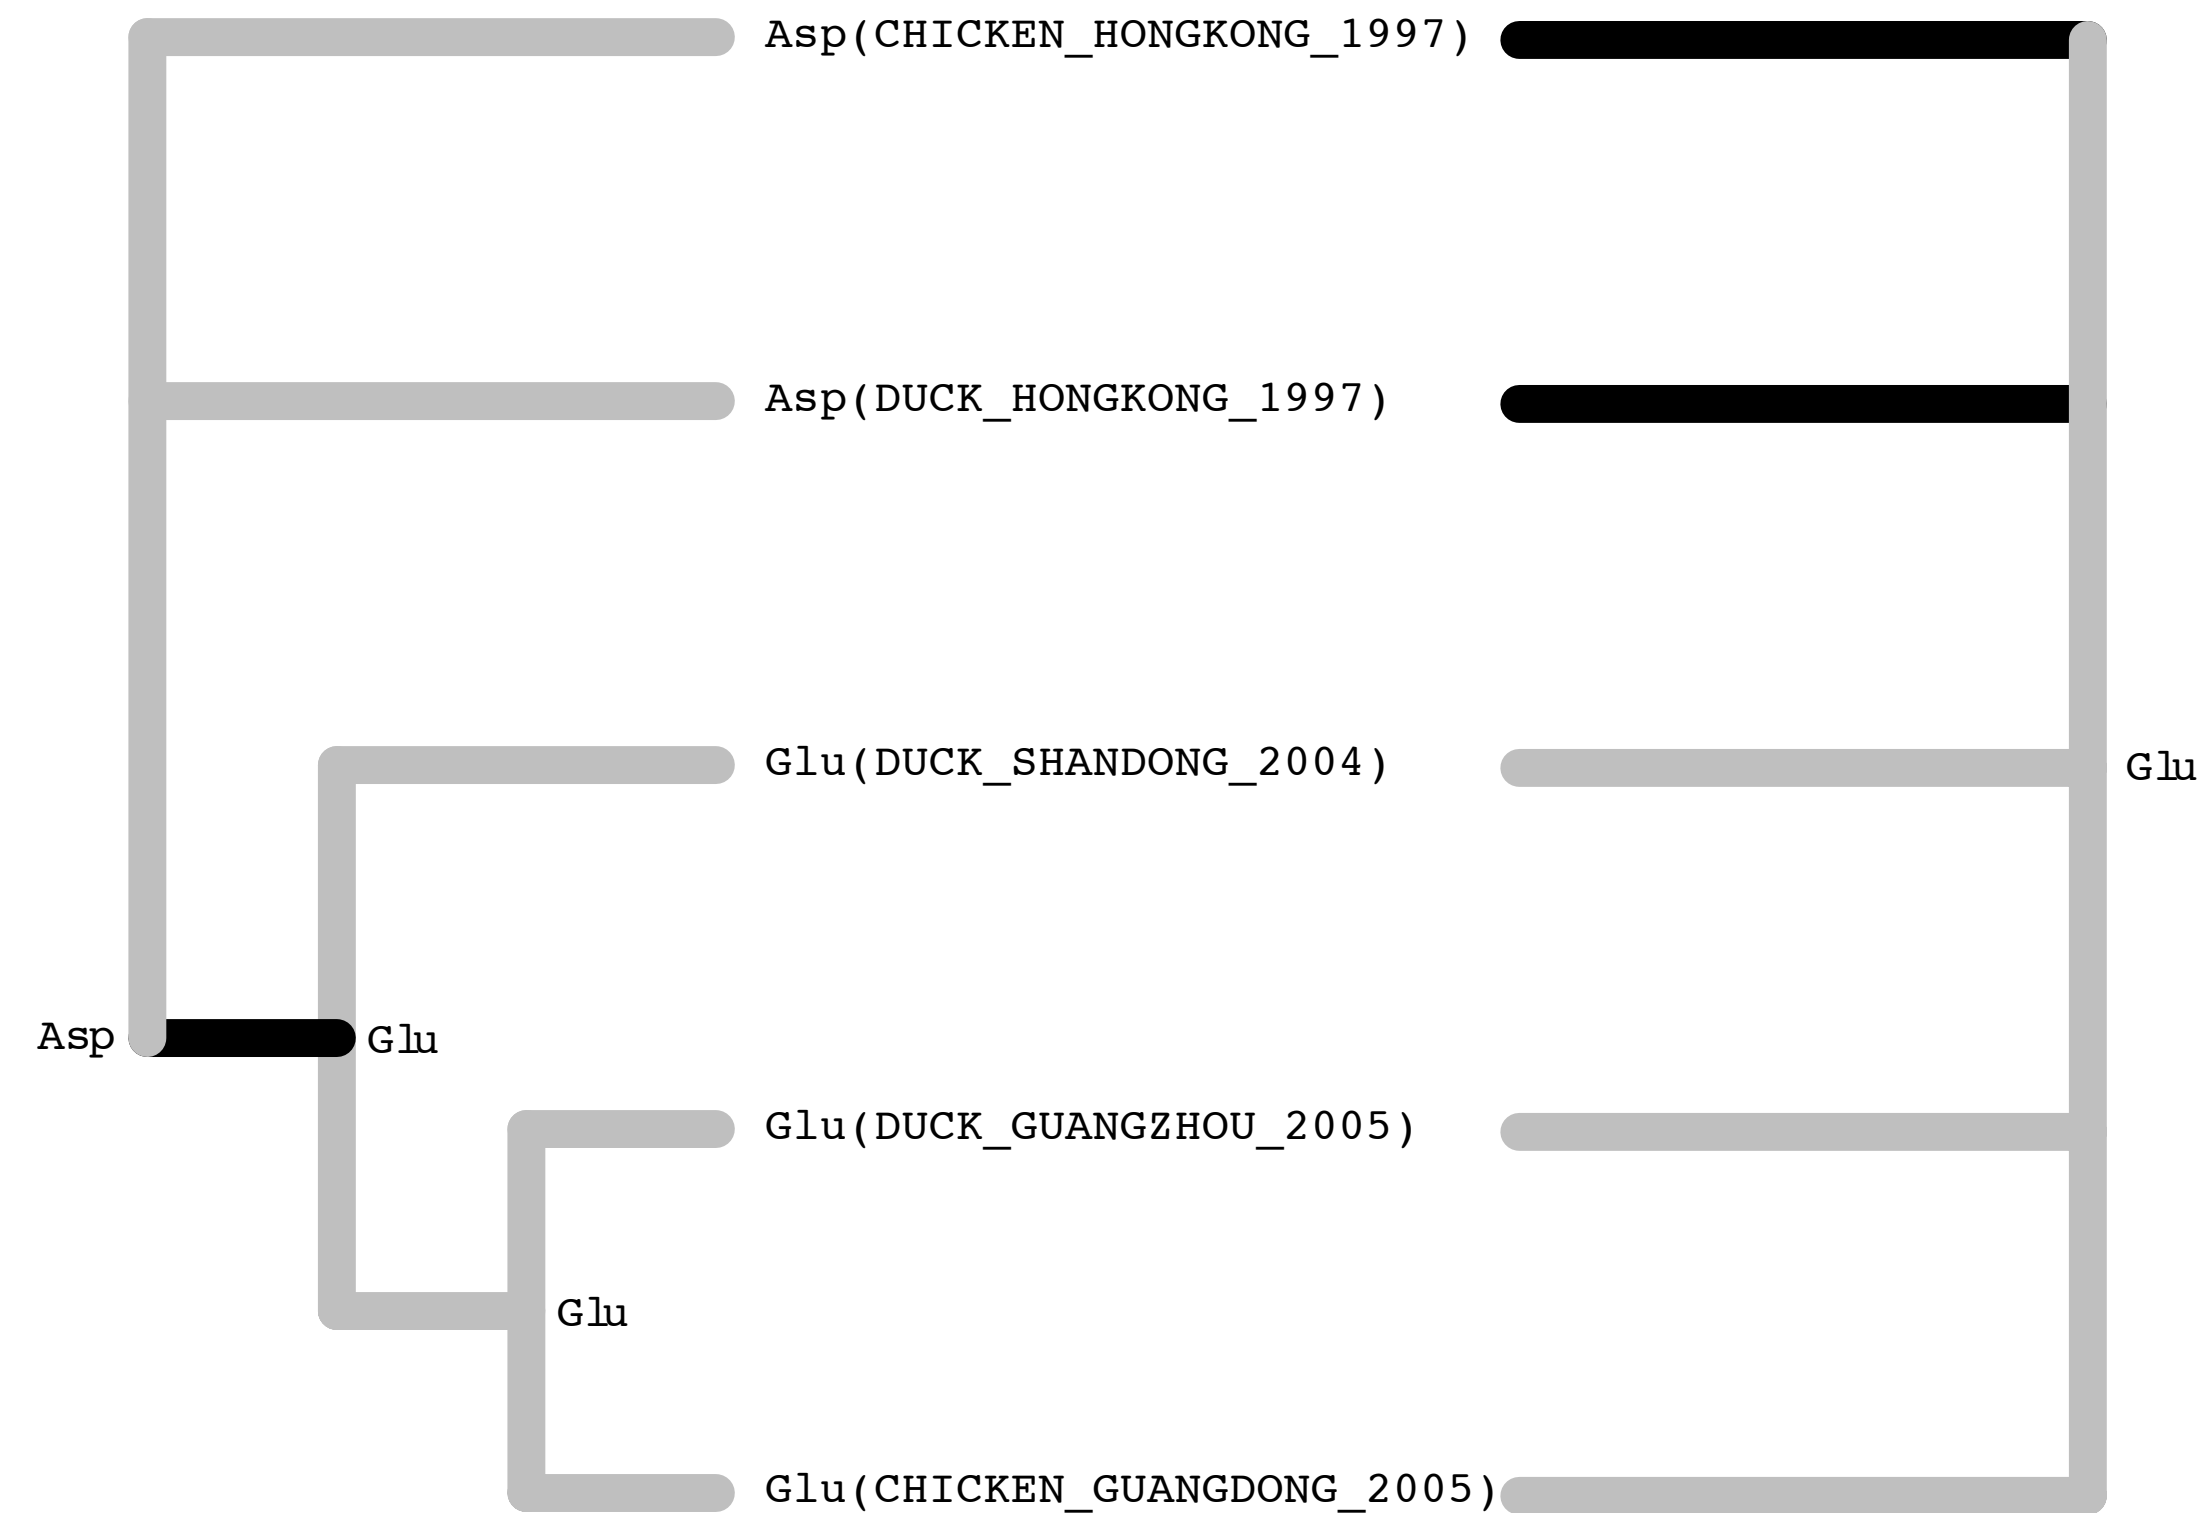 Asp(CHICKEN_HONGKONG_1997)
Asp(DUCK_HONGKONG_1997)
Glu(DUCK_SHANDONG_2004)
Glu
Asp
Glu
Glu(DUCK_GUANGZHOU_2005)
Glu
Glu(CHICKEN_GUANGDONG_2005)